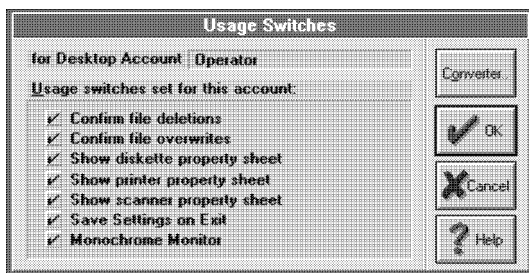 Usage Switches
for Desktop Account Operator
Usage switches set for this account:
Confirm file deletions
Confirm file overwrites
Show diskette property sheet
Show printer property sheet
Show scanner property sheet
Save Settings on Exit
Monochrome Monitor
Converter..
OK
Cancel
Help